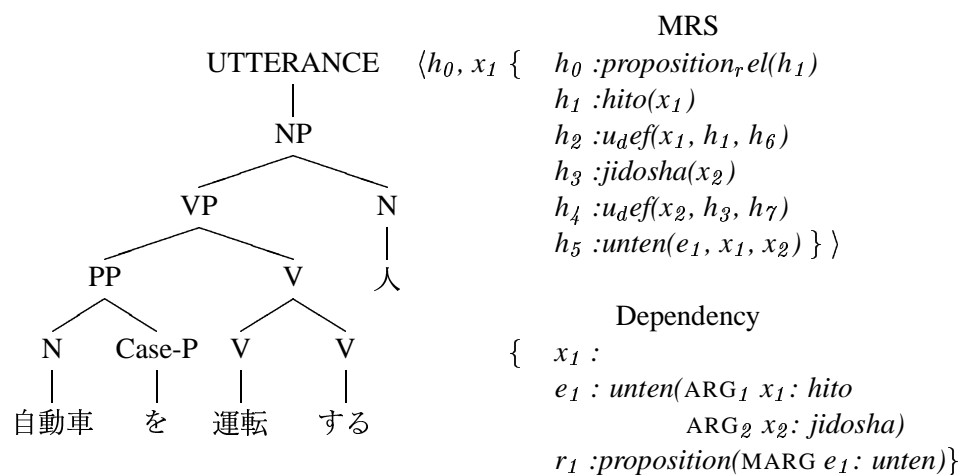 MRS
UTTERANCE ⟨h₀, x₁ { h₀ :propositionᵣel(h₁)
h₁ :hito(x₁)
NP h₂ :u_def(x₁, h₁, h₆)
h₃ :jidosha(x₂)
VP N h₄ :u_def(x₂, h₃, h₇)
h₅ :unten(e₁, x₁, x₂) } ⟩
PP V 人
Dependency
N Case-P V V { x₁ :
e₁ : unten(ARG₁ x₁: hito
自動車 を 運転 する ARG₂ x₂: jidosha)
r₁ :proposition(MARG e₁: unten)}